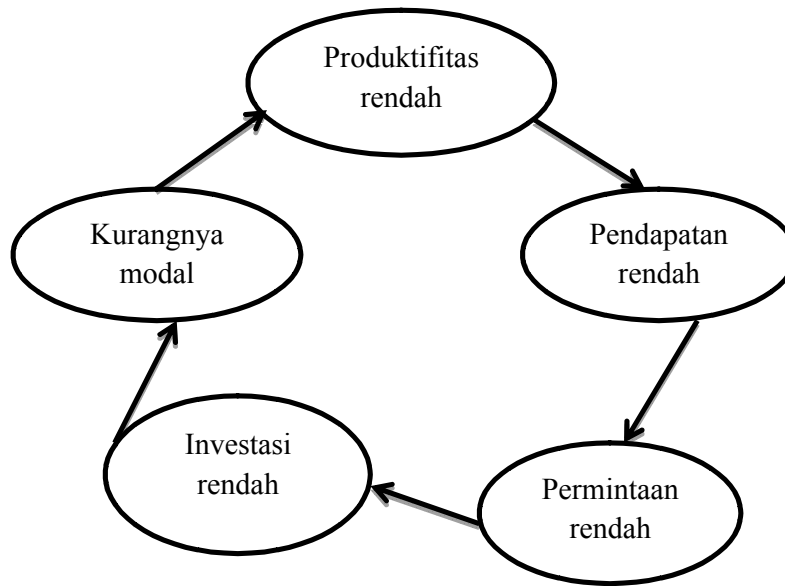 Produktifitas
rendah
Pendapatan
rendah
Permintaan
rendah
Investasi
rendah
Kurangnya
modal